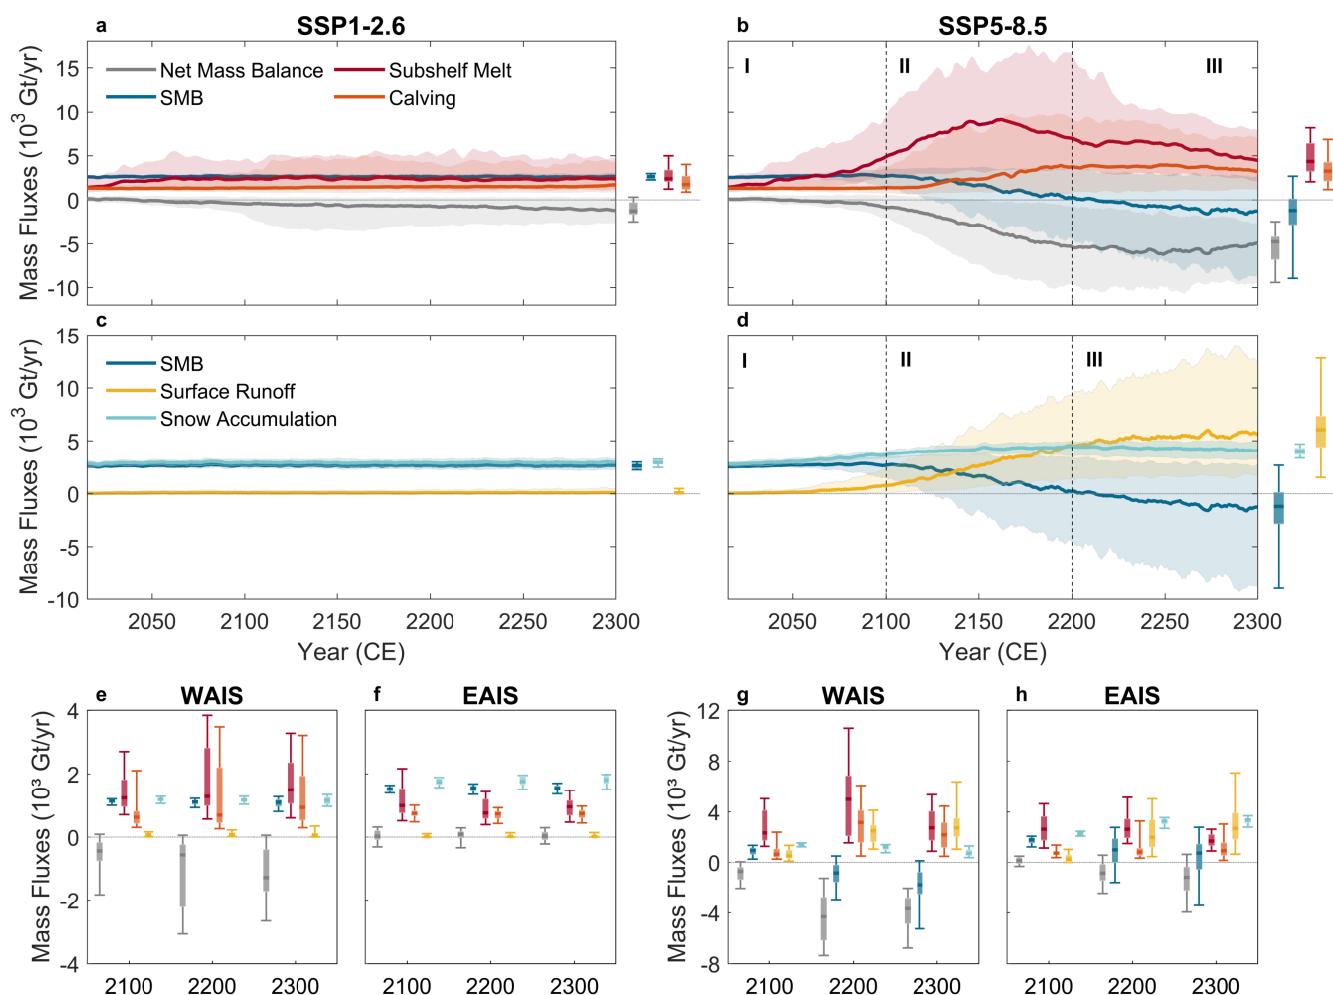 a SSP1-2.6
b SSP5-8.5
Mass Fluxes (10³ Gt/yr)
15
10
5
0
-5
-10
Net Mass Balance
Subshelf Melt
SMB
Calving
I
II
III
c
d
Mass Fluxes (10³ Gt/yr)
15
10
5
0
-5
-10
SMB
Surface Runoff
Snow Accumulation
I
II
III
2050 2100 2150 2200 2250 2300
Year (CE)
2050 2100 2150 2200 2250 2300
Year (CE)
e WAIS
f EAIS
g WAIS
h EAIS
Mass Fluxes (10³ Gt/yr)
4
2
0
-2
-4
2100 2200 2300
2100 2200 2300
Mass Fluxes (10³ Gt/yr)
12
8
4
0
-4
-8
2100 2200 2300
2100 2200 2300